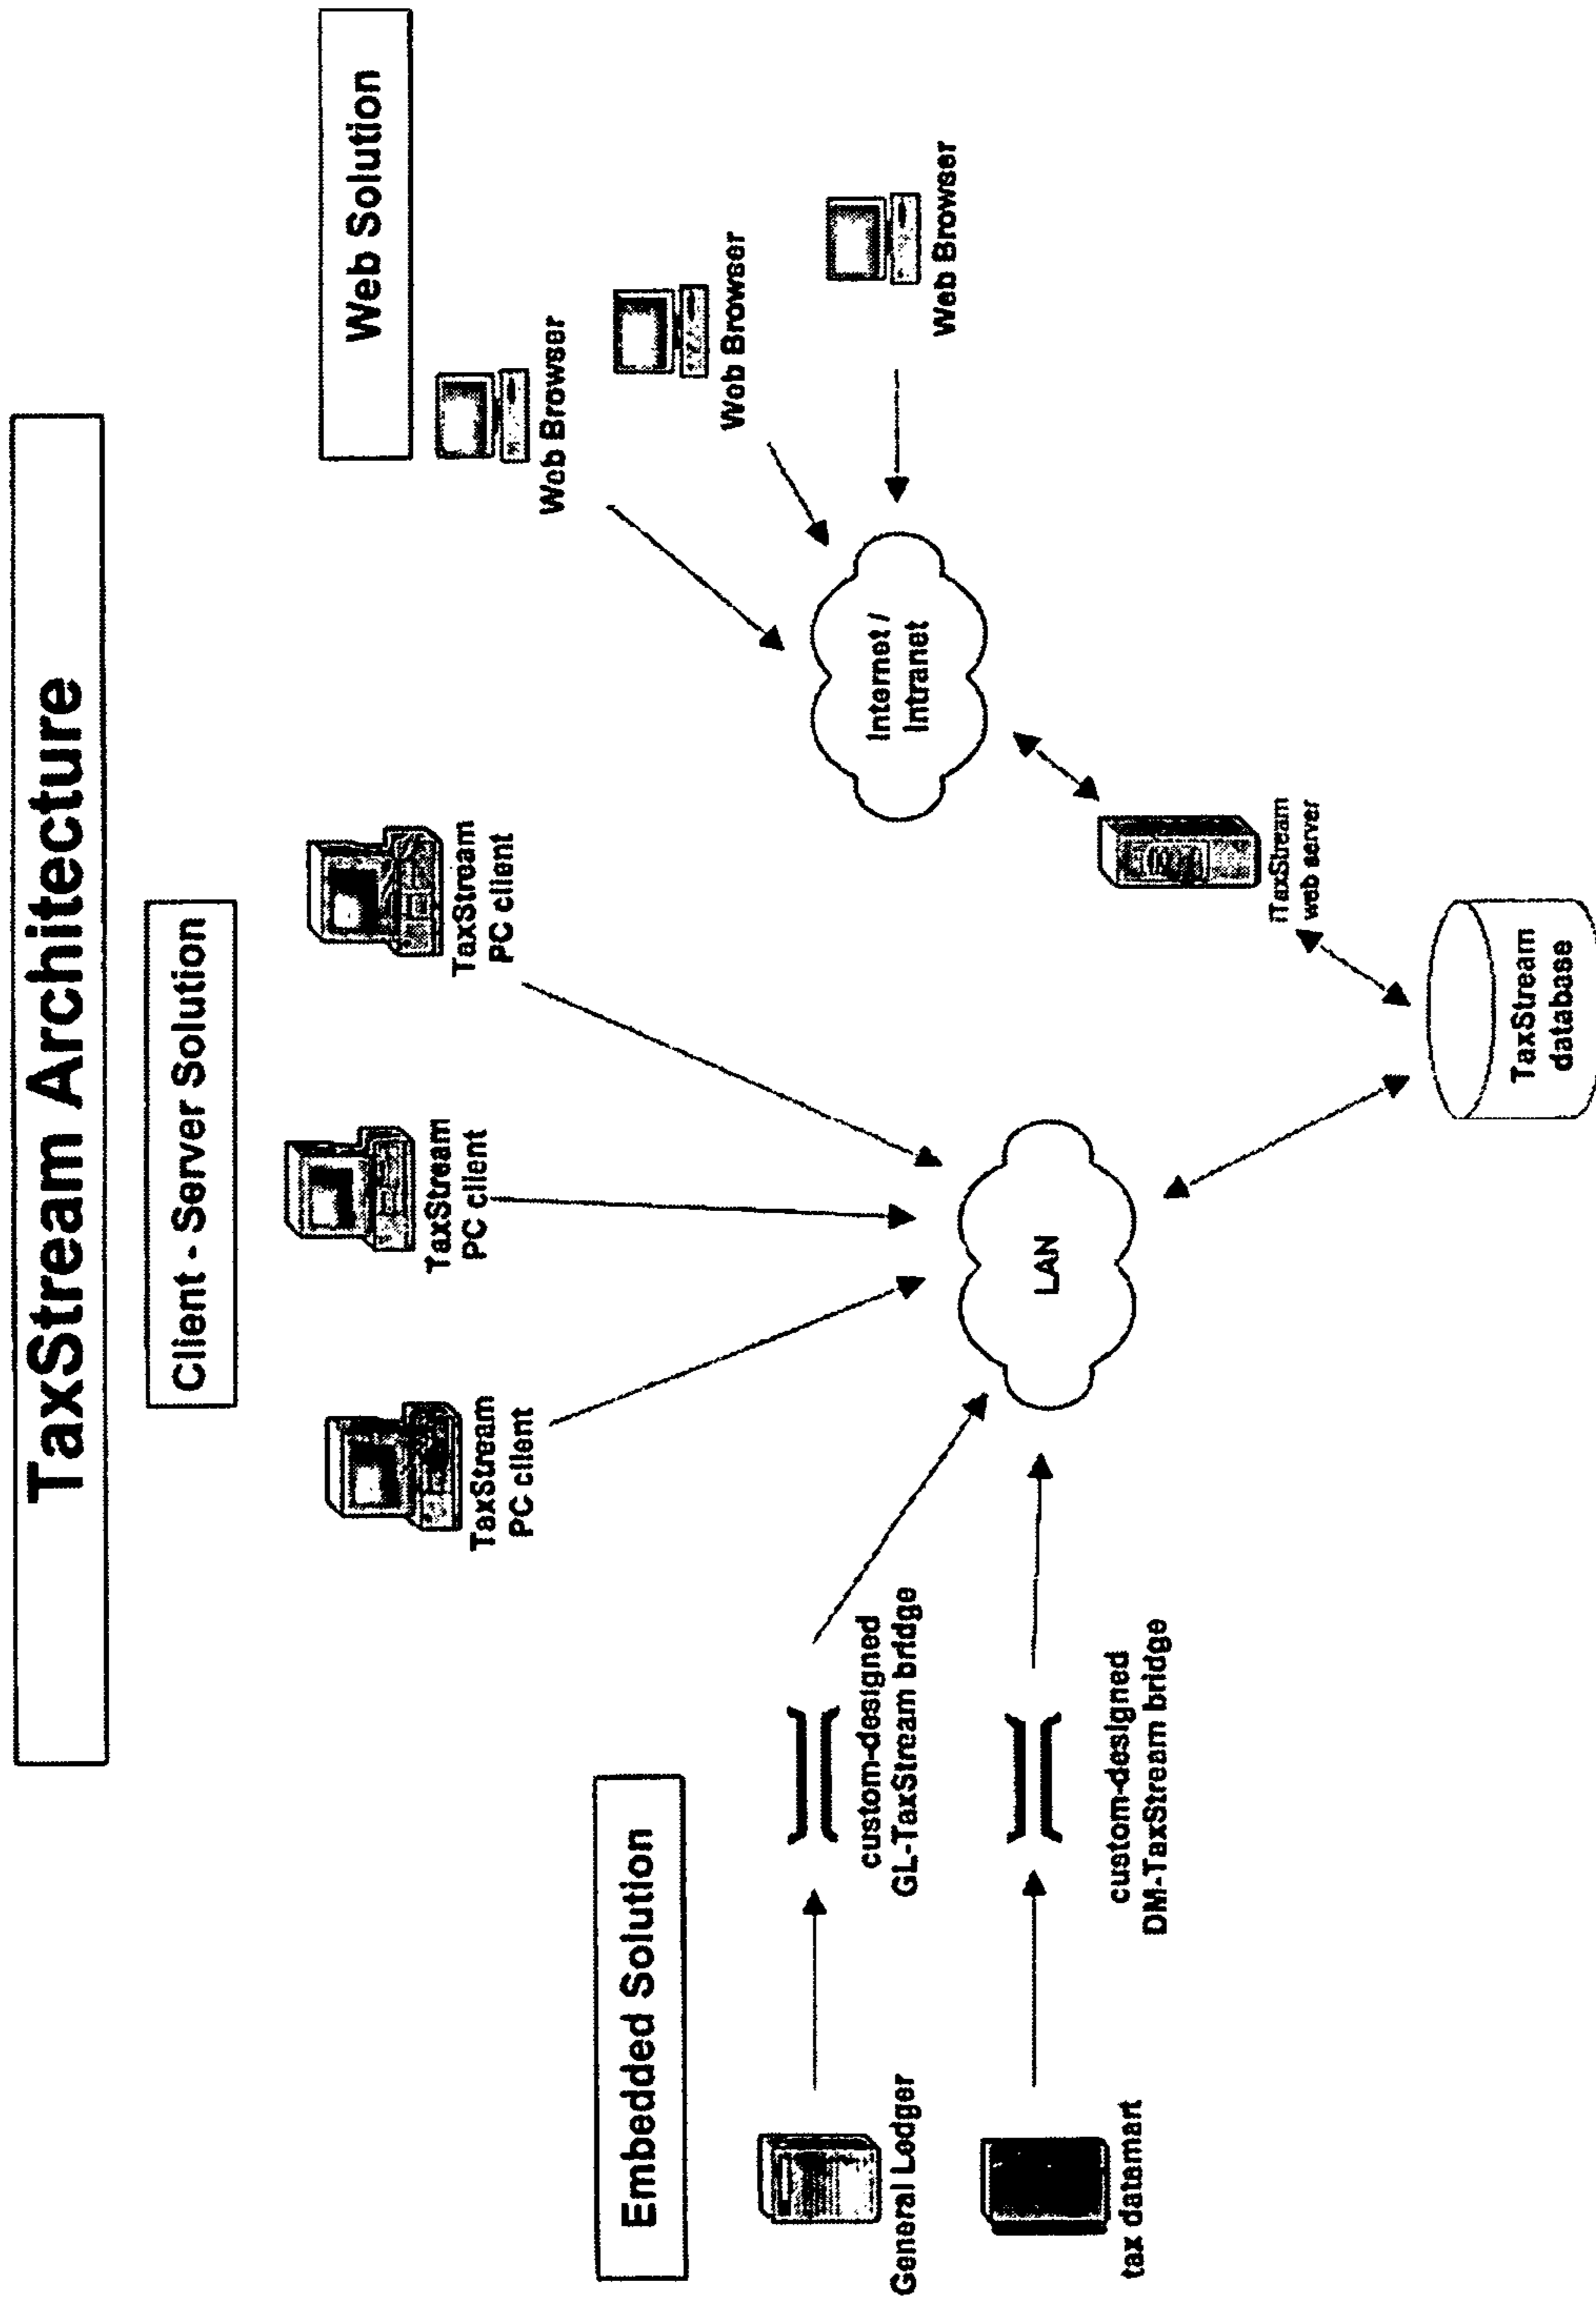 TaxStream Architecture
Client - Server Solution
Web Solution
Embedded Solution
TaxStream
PC client
TaxStream
PC client
TaxStream
PC client
Web Browser
Web Browser
Web Browser
General Ledger
custom-designed
GL-TaxStream bridge
tax datamart
custom-designed
DM-TaxStream bridge
LAN
Internet /
Intranet
iTaxStream
web server
TaxStream
database